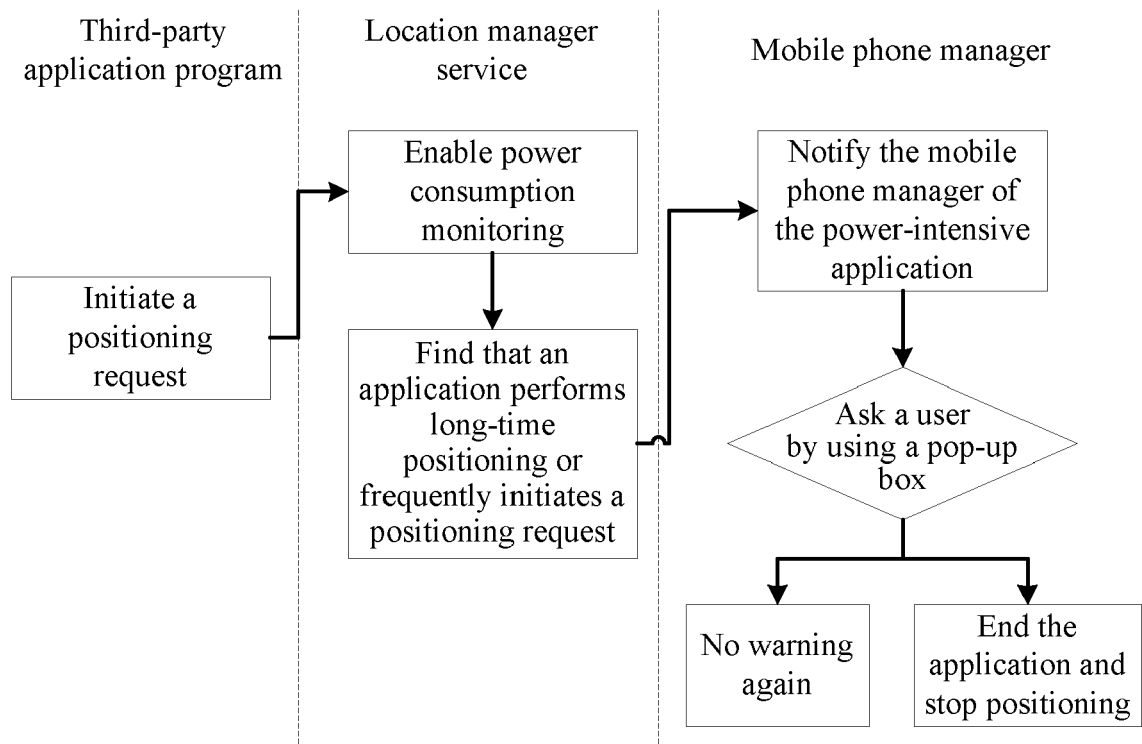 Third-party
application program
Location manager
service
Mobile phone manager
Initiate a
positioning
request
Enable power
consumption
monitoring
Find that an
application performs
long-time
positioning or
frequently initiates a
positioning request
Notify the mobile
phone manager of
the power-intensive
application
Ask a user
by using a pop-up
box
No warning
again
End the
application and
stop positioning